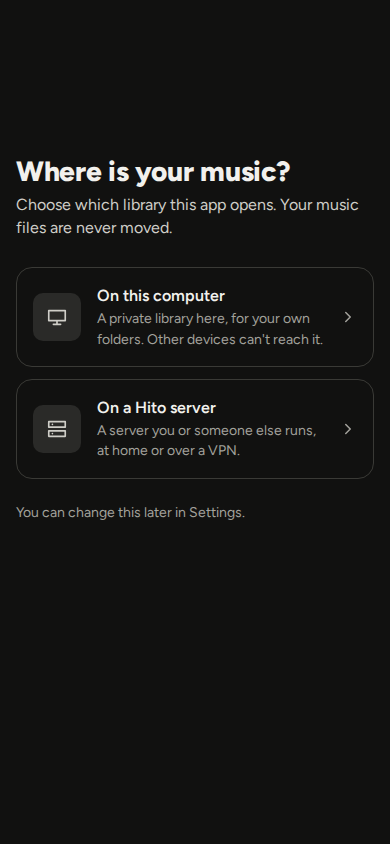 Where is your music?
Choose which library this app opens. Your music
files are never moved.
On this computer
A private library here, for your own
folders. Other devices can't reach it.
On a Hito server
A server you or someone else runs,
at home or over a VPN.
You can change this later in Settings.